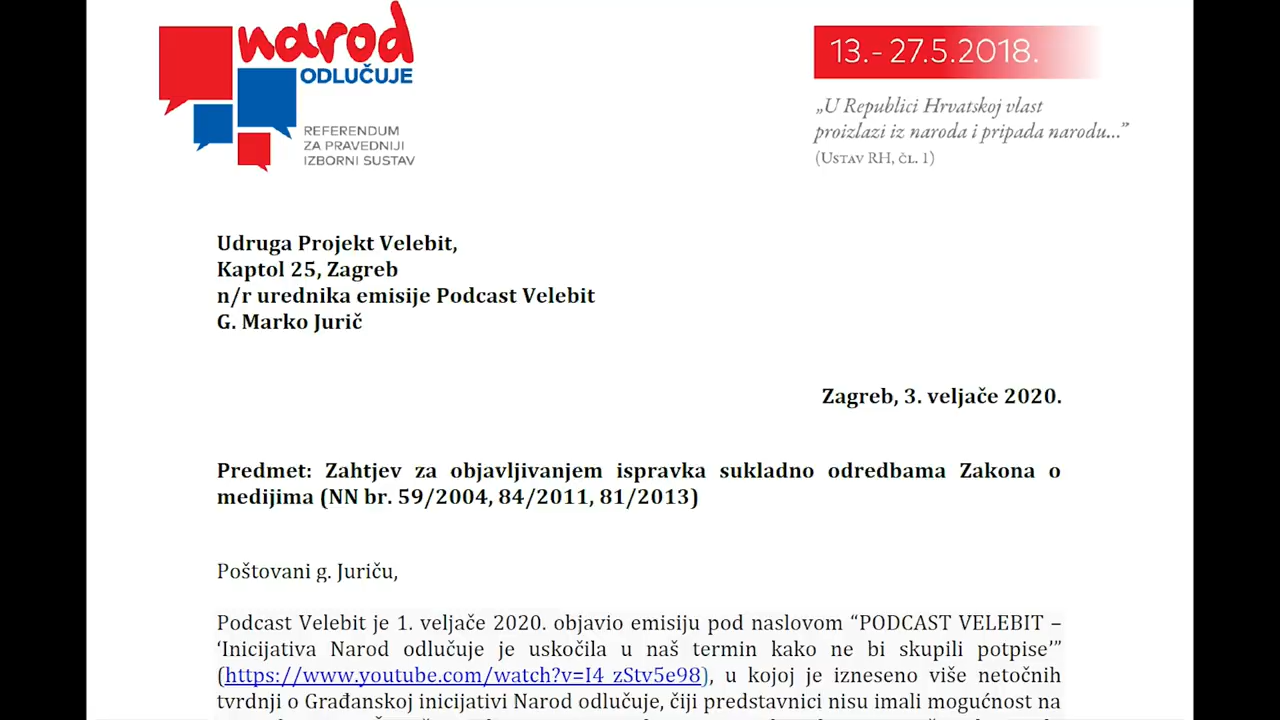 narod
ODLUČUJE
REFERENDUM
ZA PRAVEDNIJI
IZBORNI SUSTAV
13.- 27.5.2018.
„U Republici Hrvatskoj vlast
proizlazi iz naroda i pripada narodu...”
(USTAV RH, ČL. 1)
Udruga Projekt Velebit,
Kaptol 25, Zagreb
n/r urednika emisije Podcast Velebit
G. Marko Jurič
Zagreb, 3. veljače 2020.
Predmet: Zahtjev za objavljivanjem ispravka sukladno odredbama Zakona o
medijima (NN br. 59/2004, 84/2011, 81/2013)
Poštovani g. Juriču,
Podcast Velebit je 1. veljače 2020. objavio emisiju pod naslovom “PODCAST VELEBIT –
‘Inicijativa Narod odlučuje je uskočila u naš termin kako ne bi skupili potpise’”
(https://www.youtube.com/watch?v=I4_zStv5e98), u kojoj je izneseno više netočnih
tvrdnji o Građanskoj inicijativi Narod odlučuje, čiji predstavnici nisu imali mogućnost na